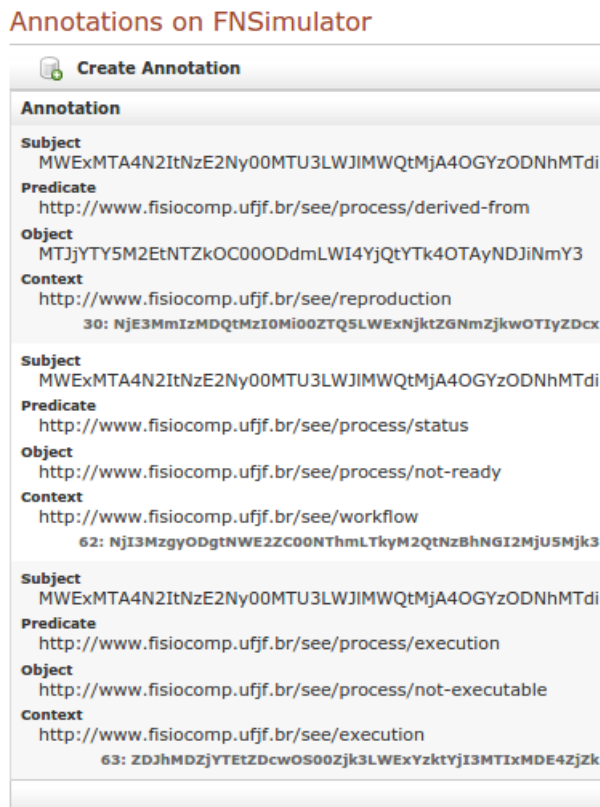 Annotations on FNSimulator
Create Annotation
Annotation
Subject
MWExMTA4N2ItNzE2Ny00MTU3LWJlMWQtMjA4OGYzODNhMTdi
Predicate
http://www.fisiocomp.ufjf.br/see/process/derived-from
Object
MTJjYTY5M2EtNTZkOC00ODdmLWI4YjQtYTk4OTAyNDJiNmY3
Context
http://www.fisiocomp.ufjf.br/see/reproduction
30: NjE3MmIzMDQtMzI0Mi00ZTQ5LWExNjktZGNmZjkwOTIyZDcx
Subject
MWExMTA4N2ItNzE2Ny00MTU3LWJlMWQtMjA4OGYzODNhMTdi
Predicate
http://www.fisiocomp.ufjf.br/see/process/status
Object
http://www.fisiocomp.ufjf.br/see/process/not-ready
Context
http://www.fisiocomp.ufjf.br/see/workflow
62: NjI3MzgyODgtNWE2ZC00NThmLTkyM2QtNzBhNGI2MjU5Mjk3
Subject
MWExMTA4N2ItNzE2Ny00MTU3LWJlMWQtMjA4OGYzODNhMTdi
Predicate
http://www.fisiocomp.ufjf.br/see/process/execution
Object
http://www.fisiocomp.ufjf.br/see/process/not-executable
Context
http://www.fisiocomp.ufjf.br/see/execution
63: ZDJhMDZjYTEtZDcwOS00Zjk3LWExYzktYjI3MTIxMDE4ZjZk